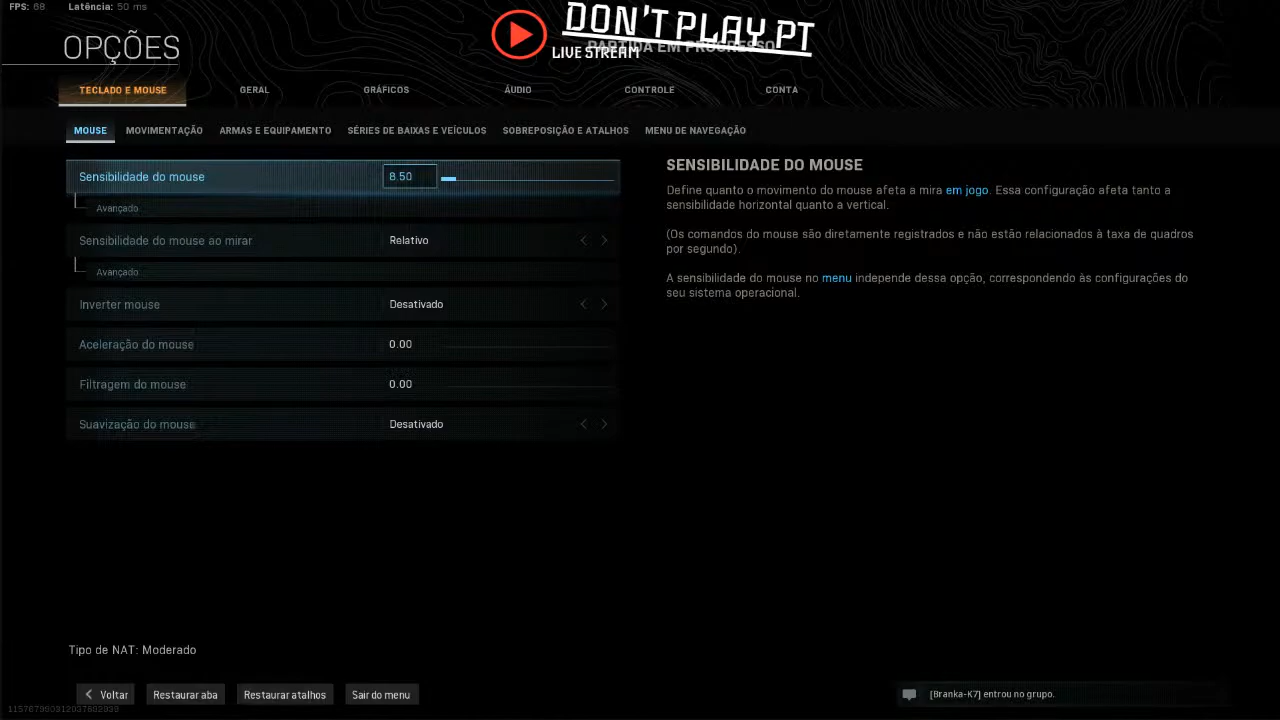 FPS: 68 Latência: 50 ms
DON'T PLAY PT
LIVE STREAM
PARTIDA EM PROGRESSO
OPÇÕES
TECLADO E MOUSE GERAL GRÁFICOS ÁUDIO CONTROLE CONTA
MOUSE MOVIMENTAÇÃO ARMAS E EQUIPAMENTO SÉRIES DE BAIXAS E VEÍCULOS SOBREPOSIÇÃO E ATALHOS MENU DE NAVEGAÇÃO
Sensibilidade do mouse 8.50
Avançado
Sensibilidade do mouse ao mirar Relativo
Avançado
Inverter mouse Desativado
Aceleração do mouse 0.00
Filtragem do mouse 0.00
Suavização do mouse Desativado
SENSIBILIDADE DO MOUSE
Define quanto o movimento do mouse afeta a mira em jogo. Essa configuração afeta tanto a
sensibilidade horizontal quanto a vertical.
(Os comandos do mouse são diretamente registrados e não estão relacionados à taxa de quadros
por segundo).
A sensibilidade do mouse no menu independe dessa opção, correspondendo às configurações do
seu sistema operacional.
Tipo de NAT: Moderado
Voltar Restaurar aba Restaurar atalhos Sair do menu
[Branka-K7] entrou no grupo.